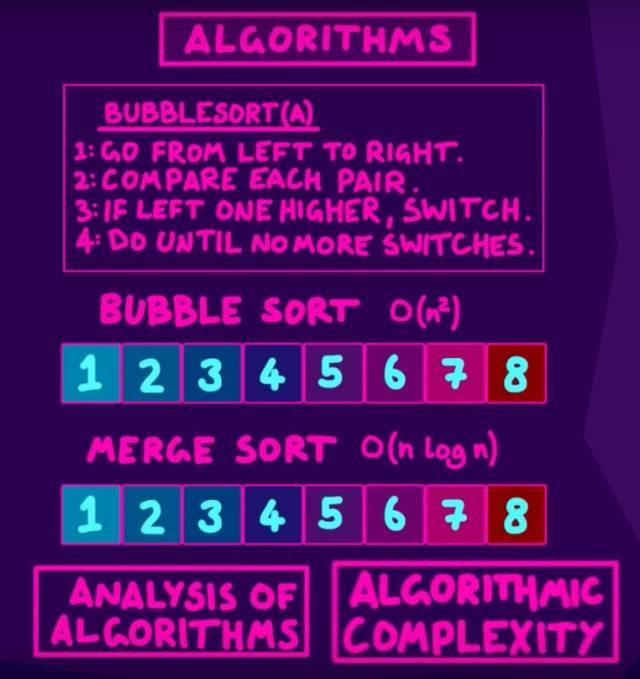 ALGORITHMS
BUBBLESORT(A)
1: GO FROM LEFT TO RIGHT.
2: COMPARE EACH PAIR.
3: IF LEFT ONE HIGHER, SWITCH.
4: DO UNTIL NO MORE SWITCHES.
BUBBLE SORT O(n²)
1 2 3 4 5 6 7 8
MERGE SORT O(n log n)
1 2 3 4 5 6 7 8
ANALYSIS OF
ALGORITHMS
ALGORITHMIC
COMPLEXITY